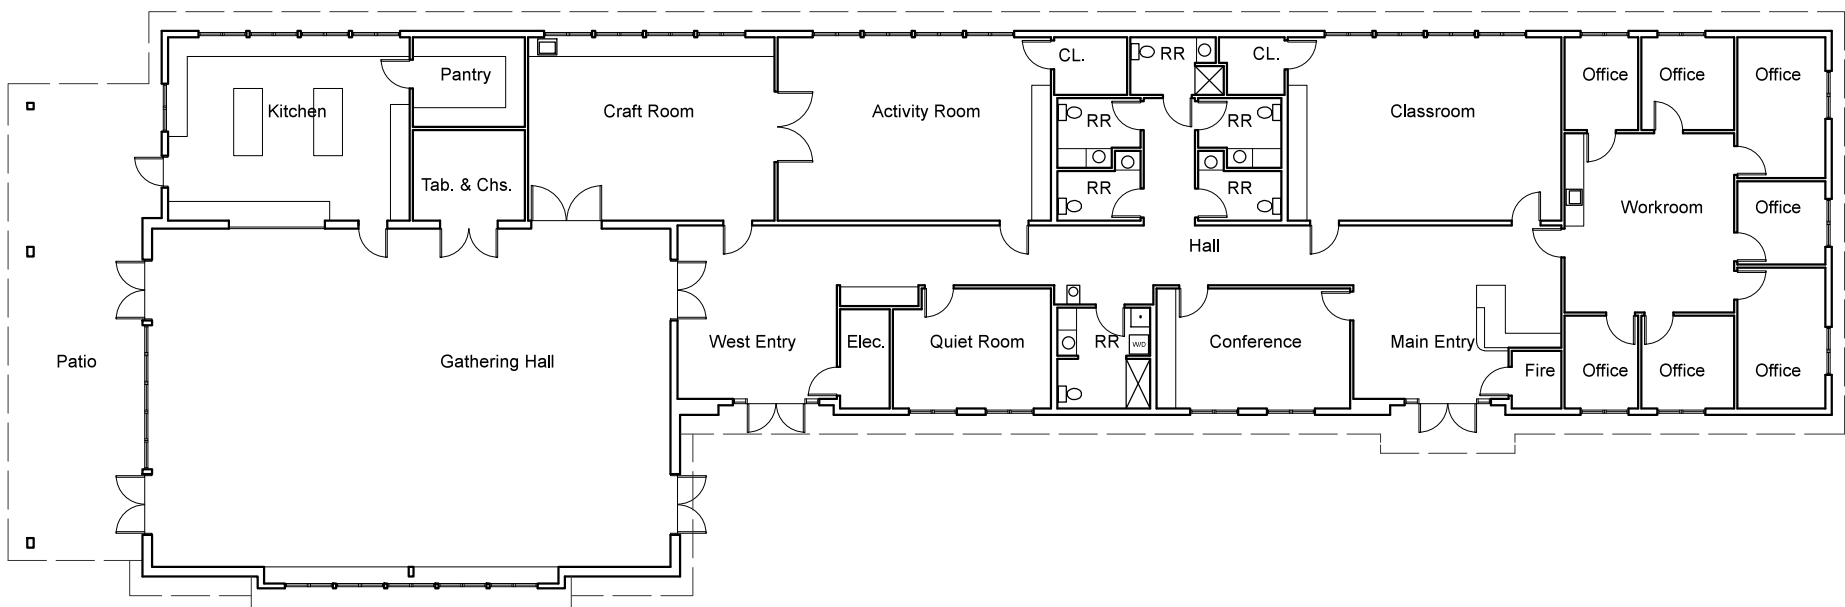 CL.
RR
CL.
Pantry
Office
Office
Office
Kitchen
Craft Room
Activity Room
RR
RR
Classroom
Tab. & Chs.
RR
RR
Workroom
Office
Hall
West Entry
Elec.
Quiet Room
RR
W/D
Conference
Main Entry
Patio
Gathering Hall
Fire
Office
Office
Office